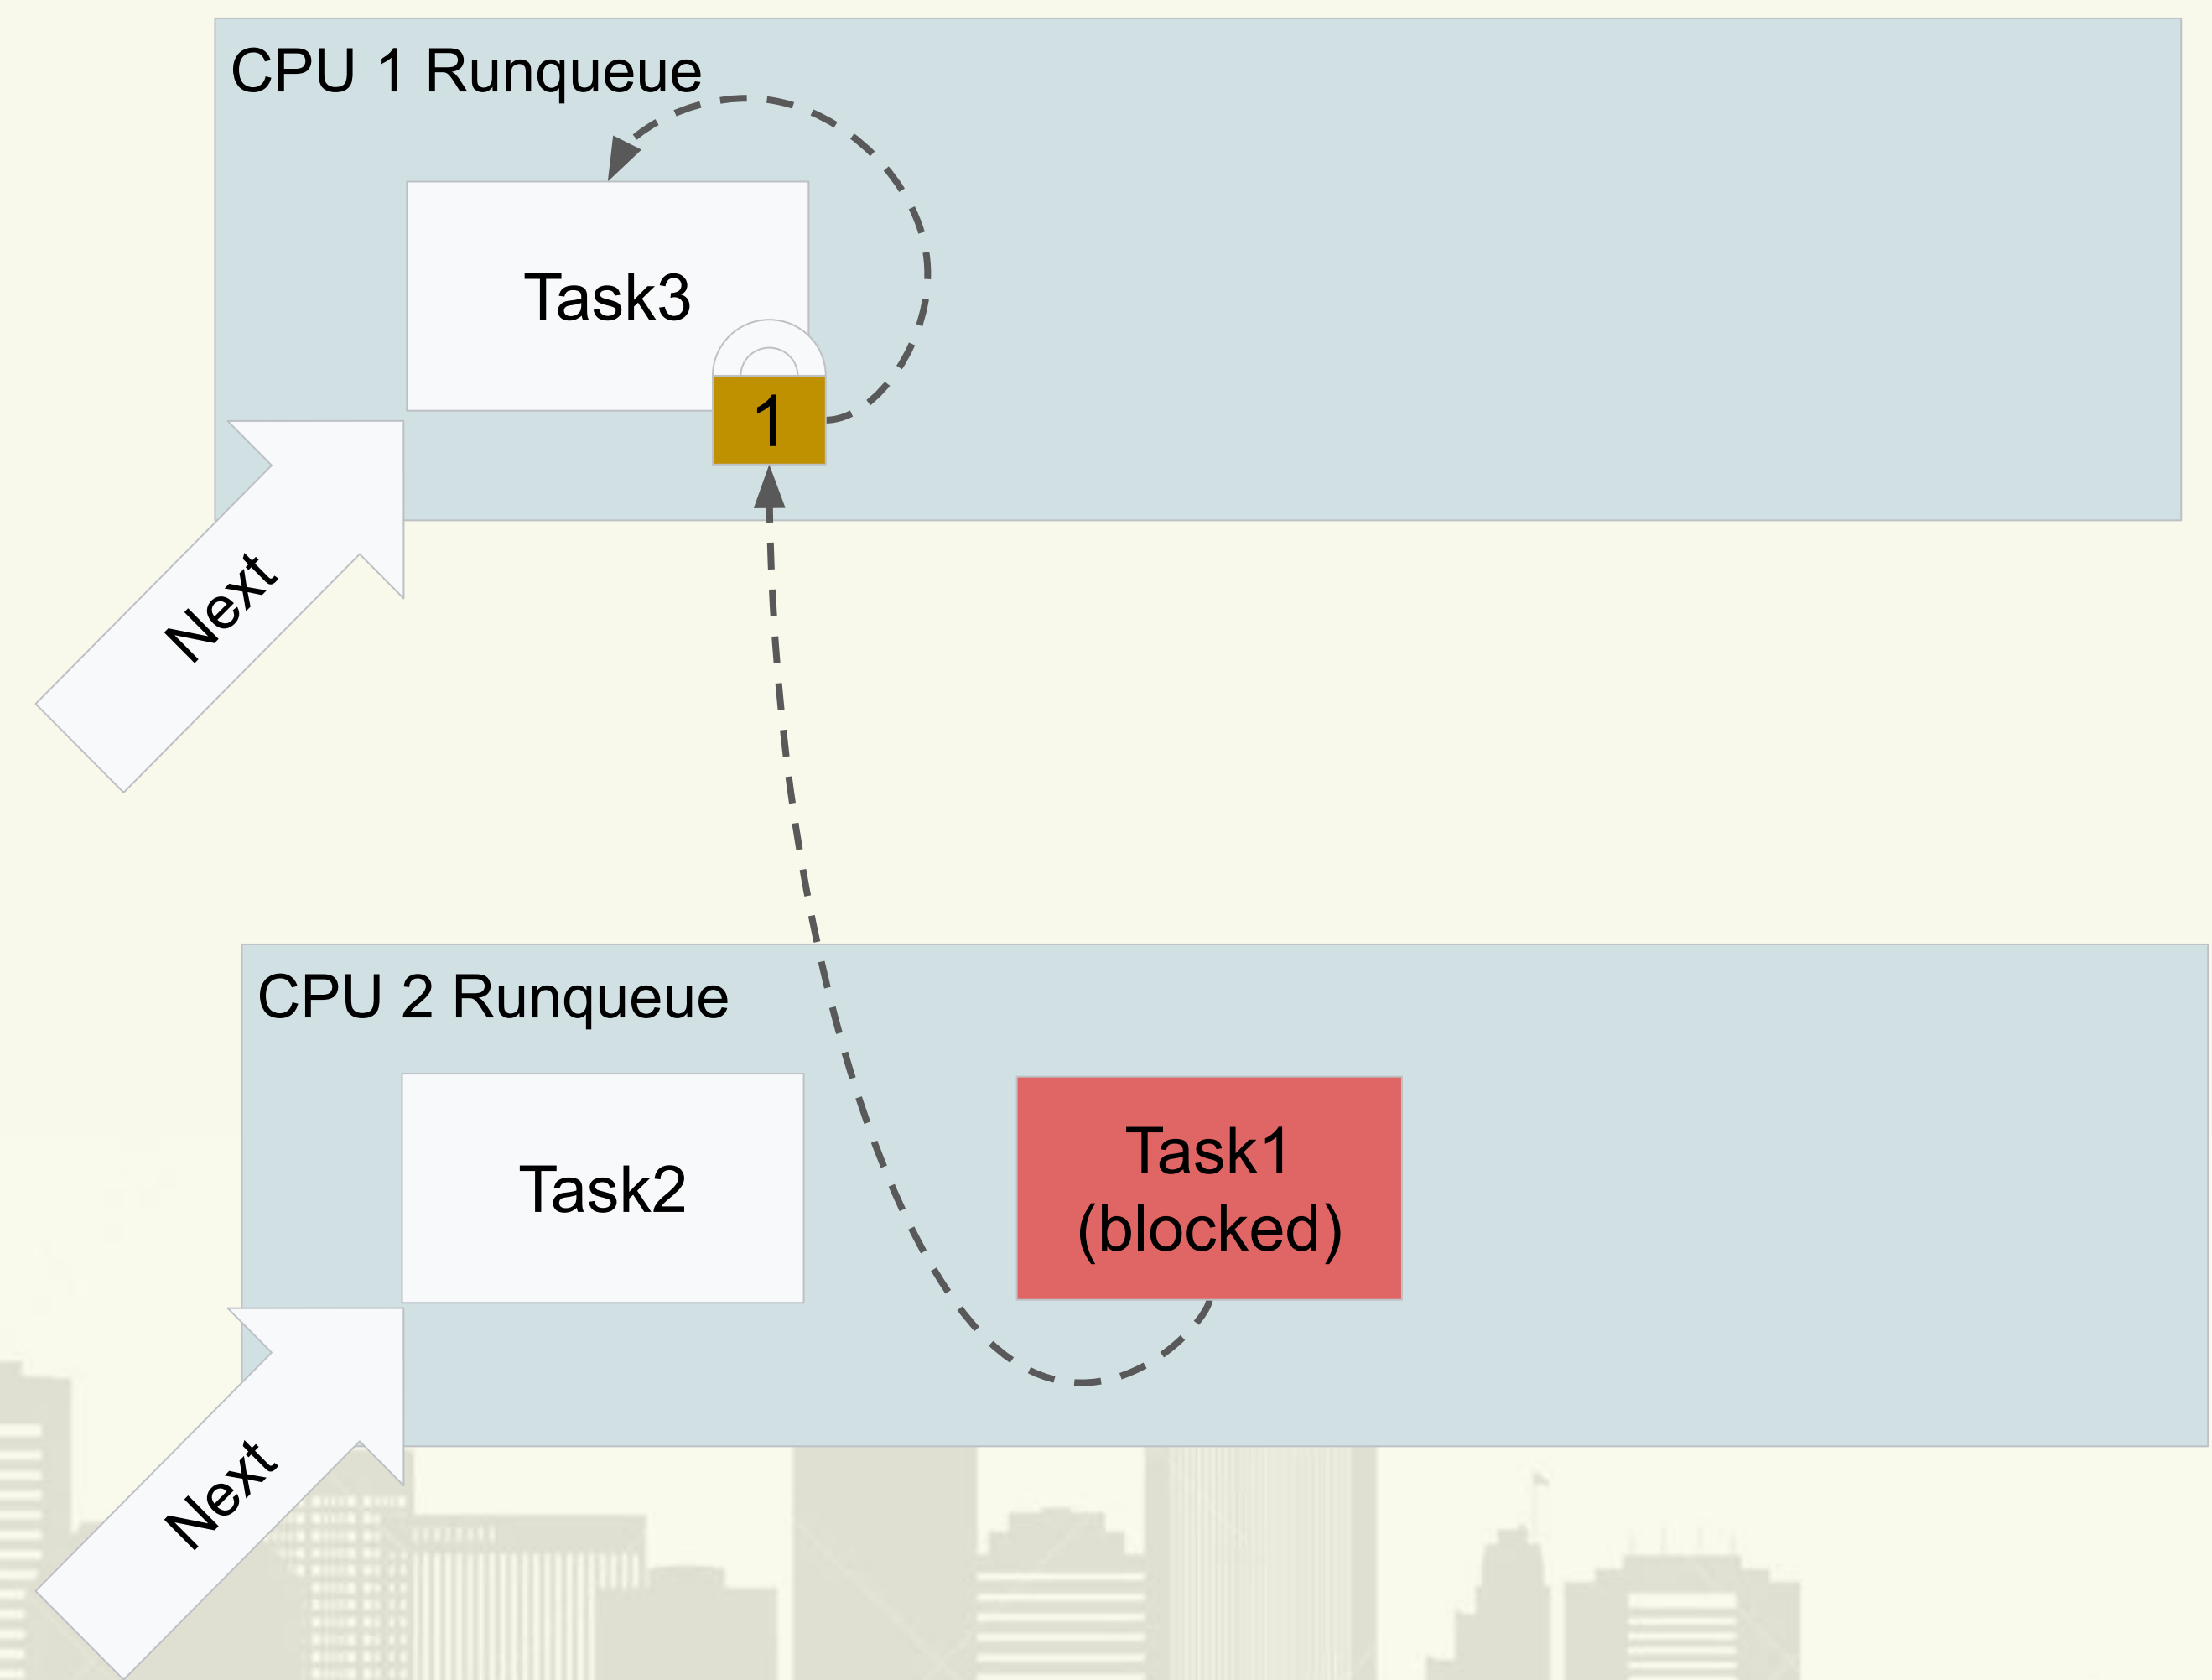 CPU 1 Runqueue
Task3
1
Next
CPU 2 Runqueue
Task2
Task1
(blocked)
Next